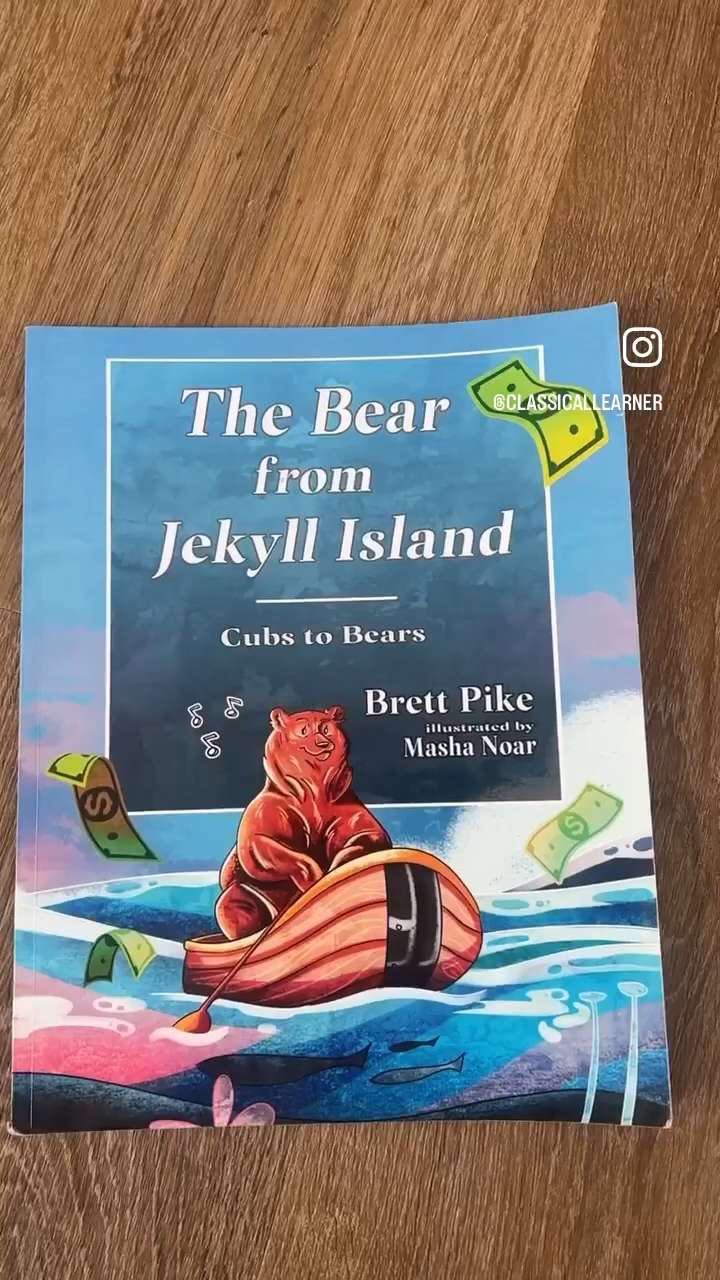 The Bear
from
Jekyll Island
Cubs to Bears
Brett Pike
illustrated by
Masha Noar
@CLASSICALLEARNER